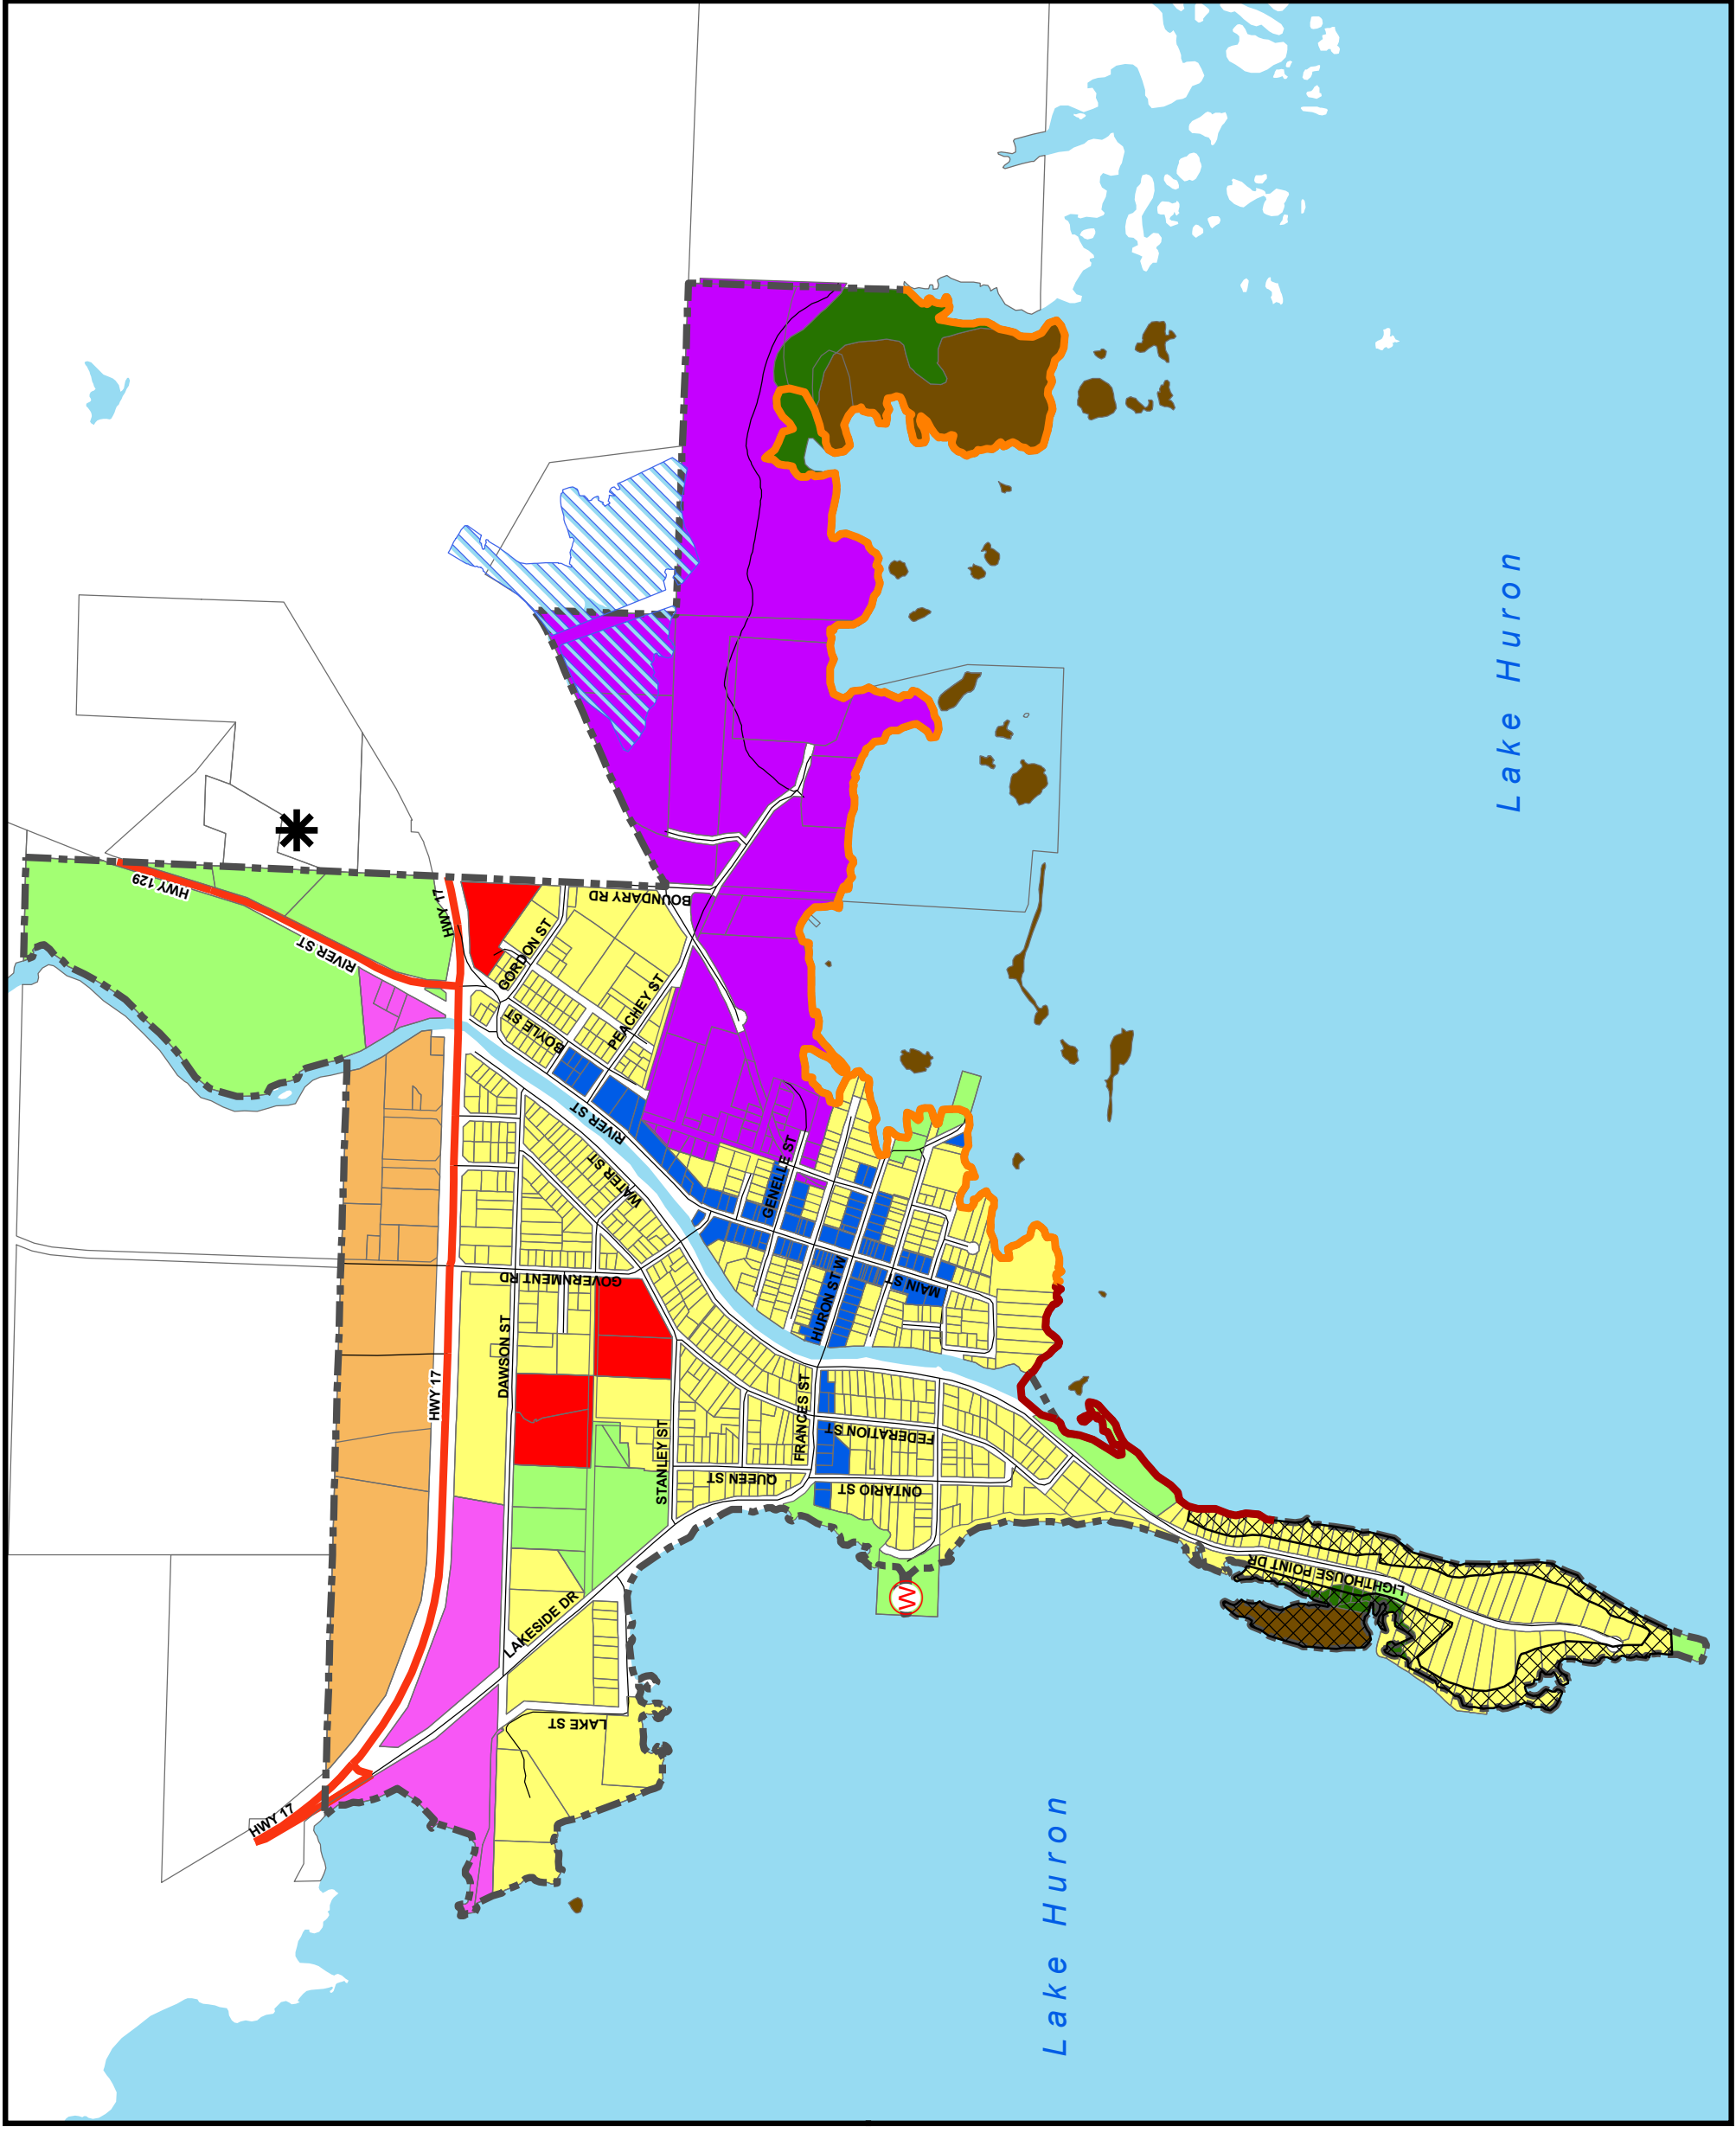 Lake Huron
HWY 129
HWY 17
RIVER ST
BOUNDARY RD
GORDON ST
PEACHEY ST
BOYLE ST
RIVER ST
WATER ST
GENELLE ST
GOVERNMENT RD
MAIN ST
HURON ST W
DAWSON ST
HWY 17
FRANCES ST
FEDERATION ST
STANLEY ST
QUEEN ST
ONTARIO ST
LIGHTHOUSE POINT DR
W
LAKESIDE DR
LAKE ST
HWY 17
Lake Huron